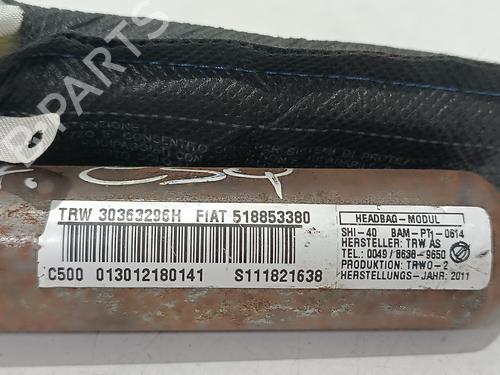 TRW 30363296H FIAT 518853380
C500 013012180141 S111821638
HEADBAG-MODUL
SHI-40 BAM-PT1-0614
HERSTELLER: TRW AS
TEL.: 0049/8636-9650
PRODUKTION: TRWO-2
HERSTELLUNGS-JAHR: 2011
B-PARTS